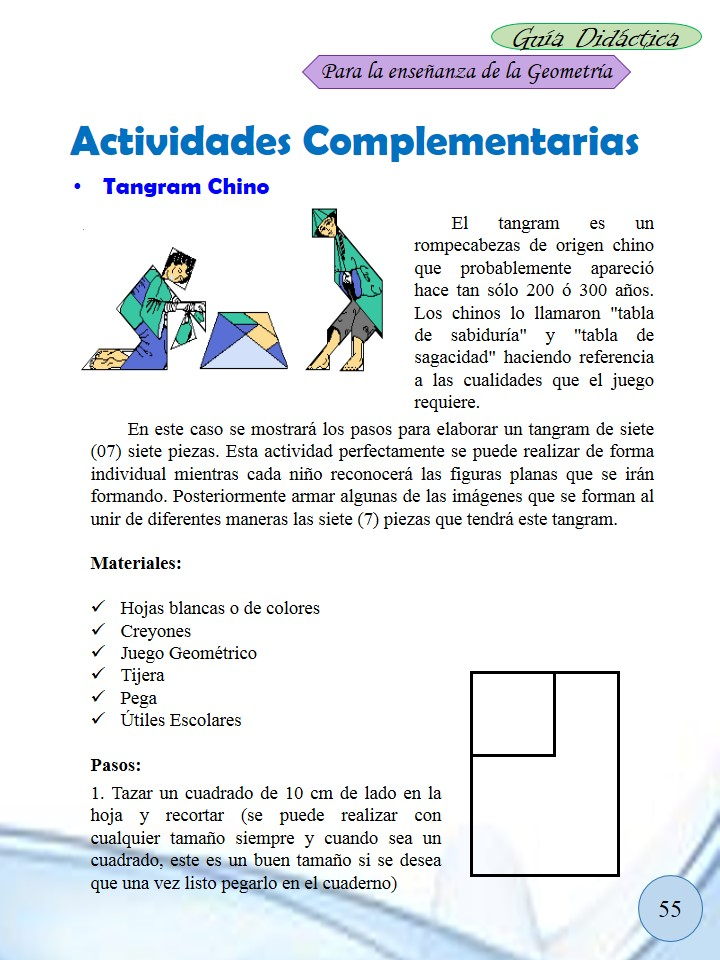 Guía Didáctica
Para la enseñanza de la Geometría
Actividades Complementarias
• Tangram Chino
El tangram es un
rompecabezas de origen chino
que probablemente apareció
hace tan sólo 200 ó 300 años.
Los chinos lo llamaron "tabla
de sabiduría" y "tabla de
sagacidad" haciendo referencia
a las cualidades que el juego
requiere.
En este caso se mostrará los pasos para elaborar un tangram de siete
(07) siete piezas. Esta actividad perfectamente se puede realizar de forma
individual mientras cada niño reconocerá las figuras planas que se irán
formando. Posteriormente armar algunas de las imágenes que se forman al
unir de diferentes maneras las siete (7) piezas que tendrá este tangram.
Materiales:
✓ Hojas blancas o de colores
✓ Creyones
✓ Juego Geométrico
✓ Tijera
✓ Pega
✓ Útiles Escolares
Pasos:
1. Tazar un cuadrado de 10 cm de lado en la
hoja y recortar (se puede realizar con
cualquier tamaño siempre y cuando sea un
cuadrado, este es un buen tamaño si se desea
que una vez listo pegarlo en el cuaderno)
55